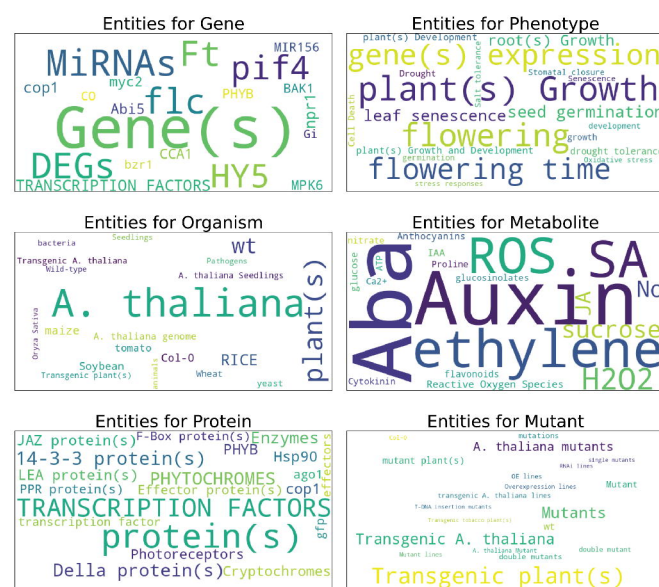 Entities for Gene
MiRNAs Ft pif4 MIR156
cop1 myc2 flc PHYB BAK1
CO Abi5 npr1
Gene(s) Gi
DEGs CCA1 HY5
bzr1
TRANSCRIPTION FACTORS MPK6
Entities for Phenotype
plant(s) Development root(s) Growth
gene(s) expression
Drought Stomatal closure
Senescence
plant(s) Growth
Salt tolerance
leaf senescence seed germination
Cell Death flowering development
growth
plant(s) Growth and Development drought tolerance
germination Oxidative stress
flowering time
stress responses
Entities for Organism
Seedlings
bacteria wt
Transgenic A. thaliana Pathogens
Wild-type A. thaliana Seedlings
A. thaliana plant(s)
Oryza Sativa maize A. thaliana genome
tomato
Soybean Col-0 RICE
Transgenic plant(s) animals Wheat
yeast
Entities for Metabolite
nitrate Anthocyanins ROS SA
glucose ATP IAA
Proline
Ca2+ glucosinolates No
Aba Auxin JA
sucrose
ethylene
flavonoids H2O2
Cytokinin Reactive Oxygen Species
Entities for Protein
JAZ protein(s) F-Box protein(s) Enzymes
14-3-3 protein(s) PHYB Hsp90
LEA protein(s) PHYTOCHROMES ago1 effectors
PPR protein(s) Effector protein(s) cop1
TRANSCRIPTION FACTORS
transcription factor gfp
protein(s)
Photoreceptors
Della protein(s) Cryptochromes
Entities for Mutant
Col-0 mutations
A. thaliana mutants
mutant plant(s) single mutants
RNAi lines
OE lines
Overexpression lines Mutant
transgenic A. thaliana lines
T-DNA insertion mutants Mutants
Transgenic tobacco plant(s)
wt
Transgenic A. thaliana
Mutant lines A. thaliana Mutant double mutant
double mutants
Transgenic plant(s)